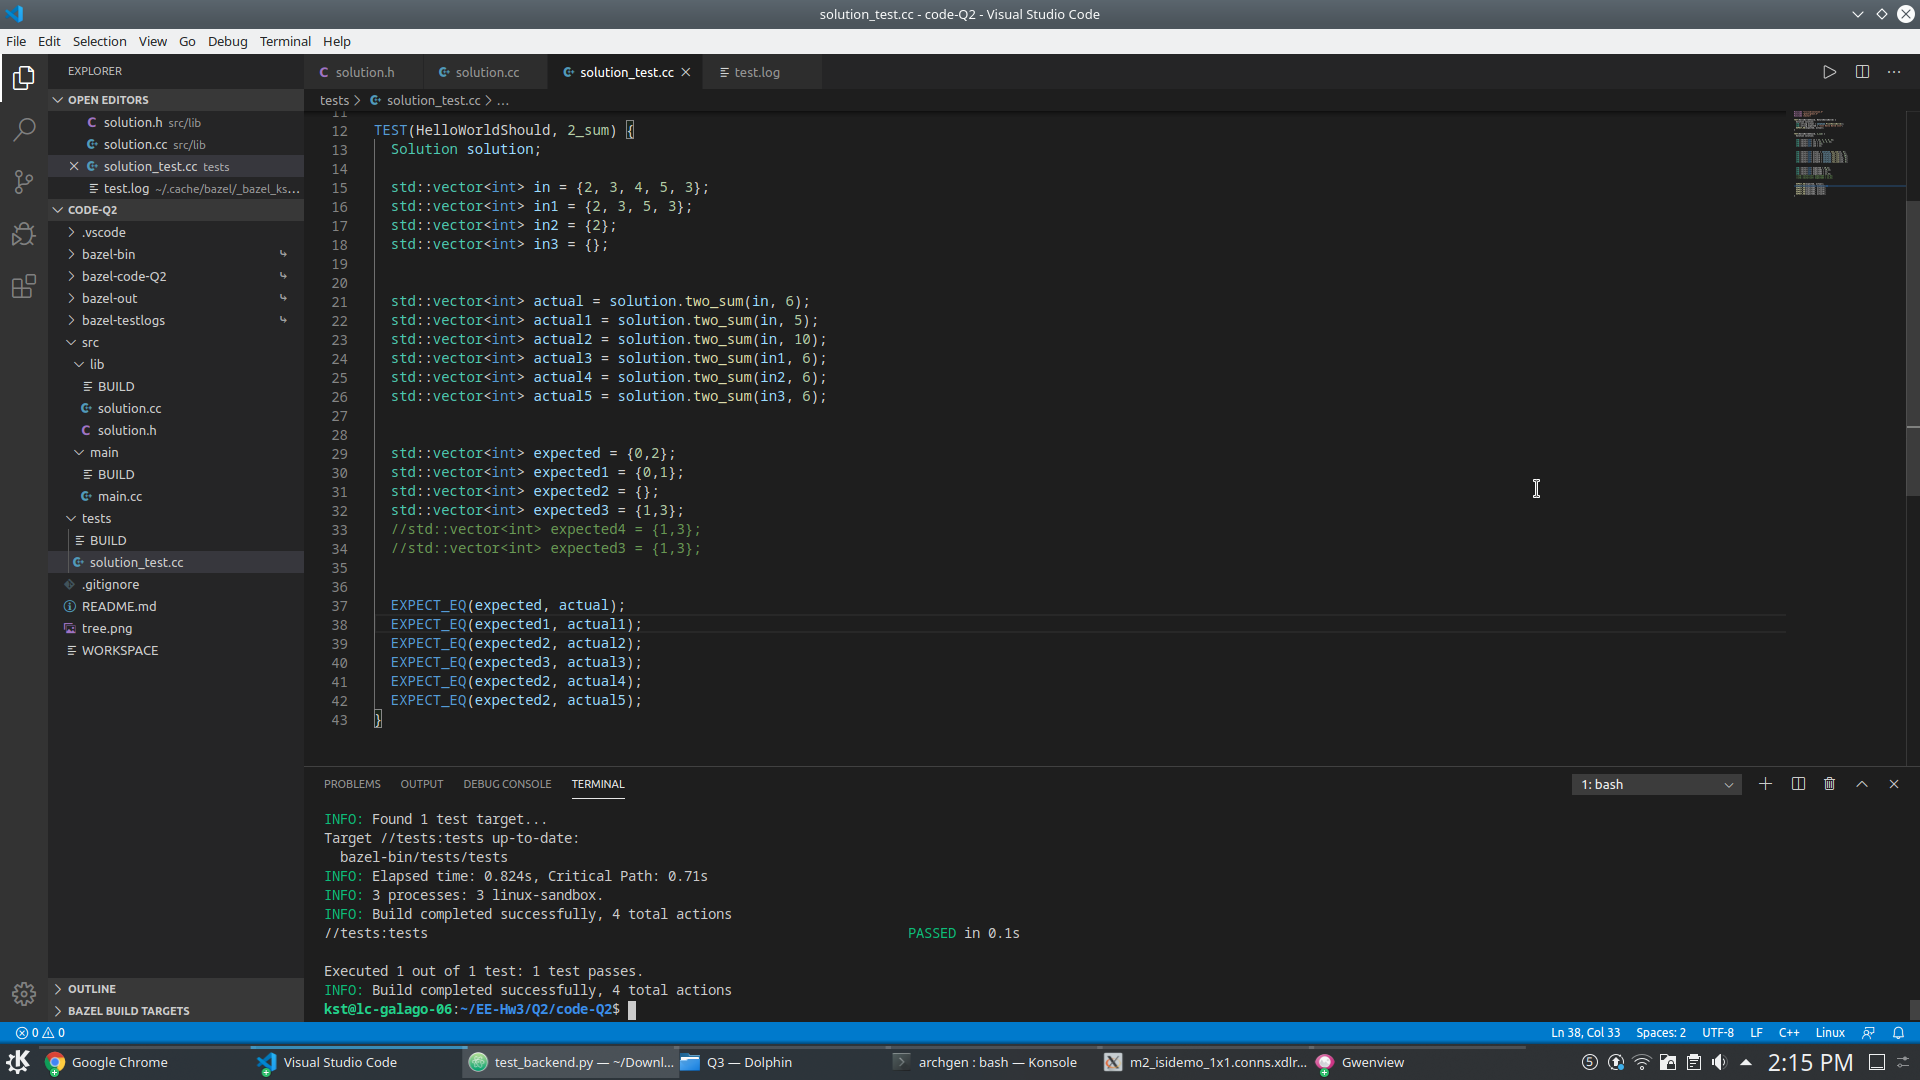 solution_test.cc - code-Q2 - Visual Studio Code
File Edit Selection View Go Debug Terminal Help
EXPLORER
OPEN EDITORS
solution.h src/lib
solution.cc src/lib
solution_test.cc tests
test.log ~/.cache/bazel/_bazel_ks...
CODE-Q2
.vscode
bazel-bin
bazel-code-Q2
bazel-out
bazel-testlogs
src
lib
BUILD
solution.cc
solution.h
main
BUILD
main.cc
tests
BUILD
solution_test.cc
.gitignore
README.md
tree.png
WORKSPACE
OUTLINE
BAZEL BUILD TARGETS
solution.h solution.cc solution_test.cc test.log
tests > solution_test.cc > ...
11
12 TEST(HelloWorldShould, 2_sum) {
13 Solution solution;
14
15 std::vector<int> in = {2, 3, 4, 5, 3};
16 std::vector<int> in1 = {2, 3, 5, 3};
17 std::vector<int> in2 = {2};
18 std::vector<int> in3 = {};
19
20
21 std::vector<int> actual = solution.two_sum(in, 6);
22 std::vector<int> actual1 = solution.two_sum(in, 5);
23 std::vector<int> actual2 = solution.two_sum(in, 10);
24 std::vector<int> actual3 = solution.two_sum(in1, 6);
25 std::vector<int> actual4 = solution.two_sum(in2, 6);
26 std::vector<int> actual5 = solution.two_sum(in3, 6);
27
28
29 std::vector<int> expected = {0,2};
30 std::vector<int> expected1 = {0,1};
31 std::vector<int> expected2 = {};
32 std::vector<int> expected3 = {1,3};
33 //std::vector<int> expected4 = {1,3};
34 //std::vector<int> expected3 = {1,3};
35
36
37 EXPECT_EQ(expected, actual);
38 EXPECT_EQ(expected1, actual1);
39 EXPECT_EQ(expected2, actual2);
40 EXPECT_EQ(expected3, actual3);
41 EXPECT_EQ(expected2, actual4);
42 EXPECT_EQ(expected2, actual5);
43 }
PROBLEMS OUTPUT DEBUG CONSOLE TERMINAL 1: bash
INFO: Found 1 test target...
Target //tests:tests up-to-date:
bazel-bin/tests/tests
INFO: Elapsed time: 0.824s, Critical Path: 0.71s
INFO: 3 processes: 3 linux-sandbox.
INFO: Build completed successfully, 4 total actions
//tests:tests PASSED in 0.1s
Executed 1 out of 1 test: 1 test passes.
INFO: Build completed successfully, 4 total actions
kst@lc-galago-06:~/EE-Hw3/Q2/code-Q2$
0 0 Ln 38, Col 33 Spaces: 2 UTF-8 LF C++ Linux
Google Chrome Visual Studio Code test_backend.py — ~/Downl... Q3 — Dolphin archgen : bash — Konsole m2_isidemo_1x1.conns.xdlr... Gwenview 5 2:15 PM